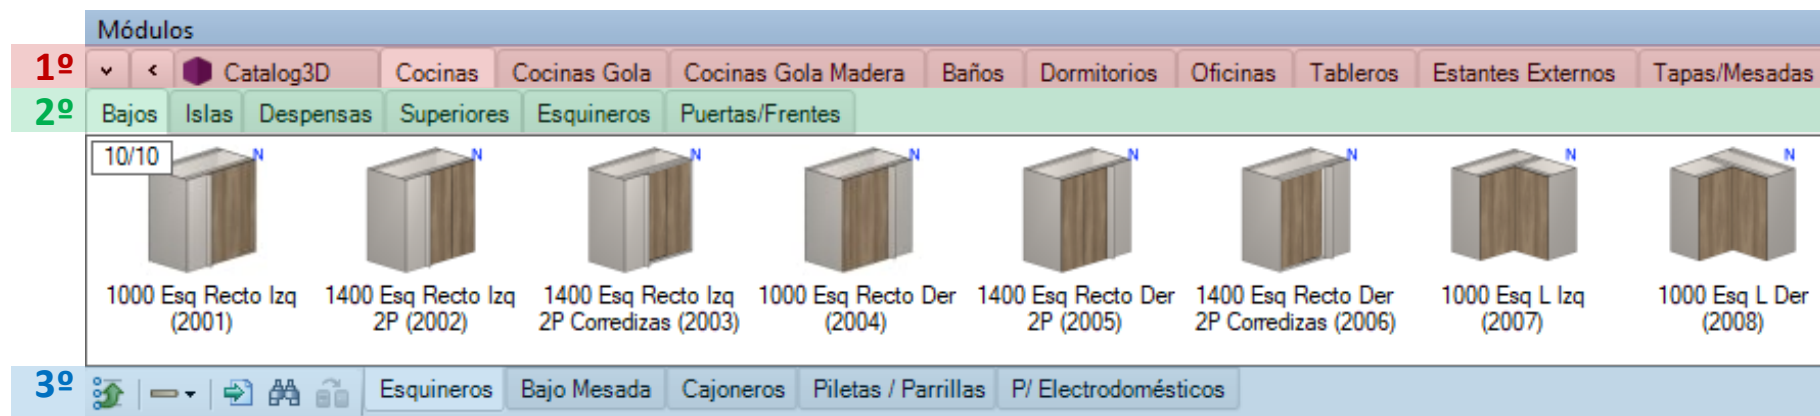 Módulos
1º Catalog3D Cocinas Cocinas Gola Cocinas Gola Madera Baños Dormitorios Oficinas Tableros Estantes Externos Tapas/Mesadas
2º Bajos Islas Despensas Superiores Esquineros Puertas/Frentes
10/10
N N N N N N N N
1000 Esq Recto Izq 1400 Esq Recto Izq 1400 Esq Recto Izq 1000 Esq Recto Der 1400 Esq Recto Der 1400 Esq Recto Der 1000 Esq L Izq 1000 Esq L Der
(2001) 2P (2002) 2P Corredizas (2003) (2004) 2P (2005) 2P Corredizas (2006) (2007) (2008)
3º Esquineros Bajo Mesada Cajoneros Piletas / Parrillas P/ Electrodomésticos